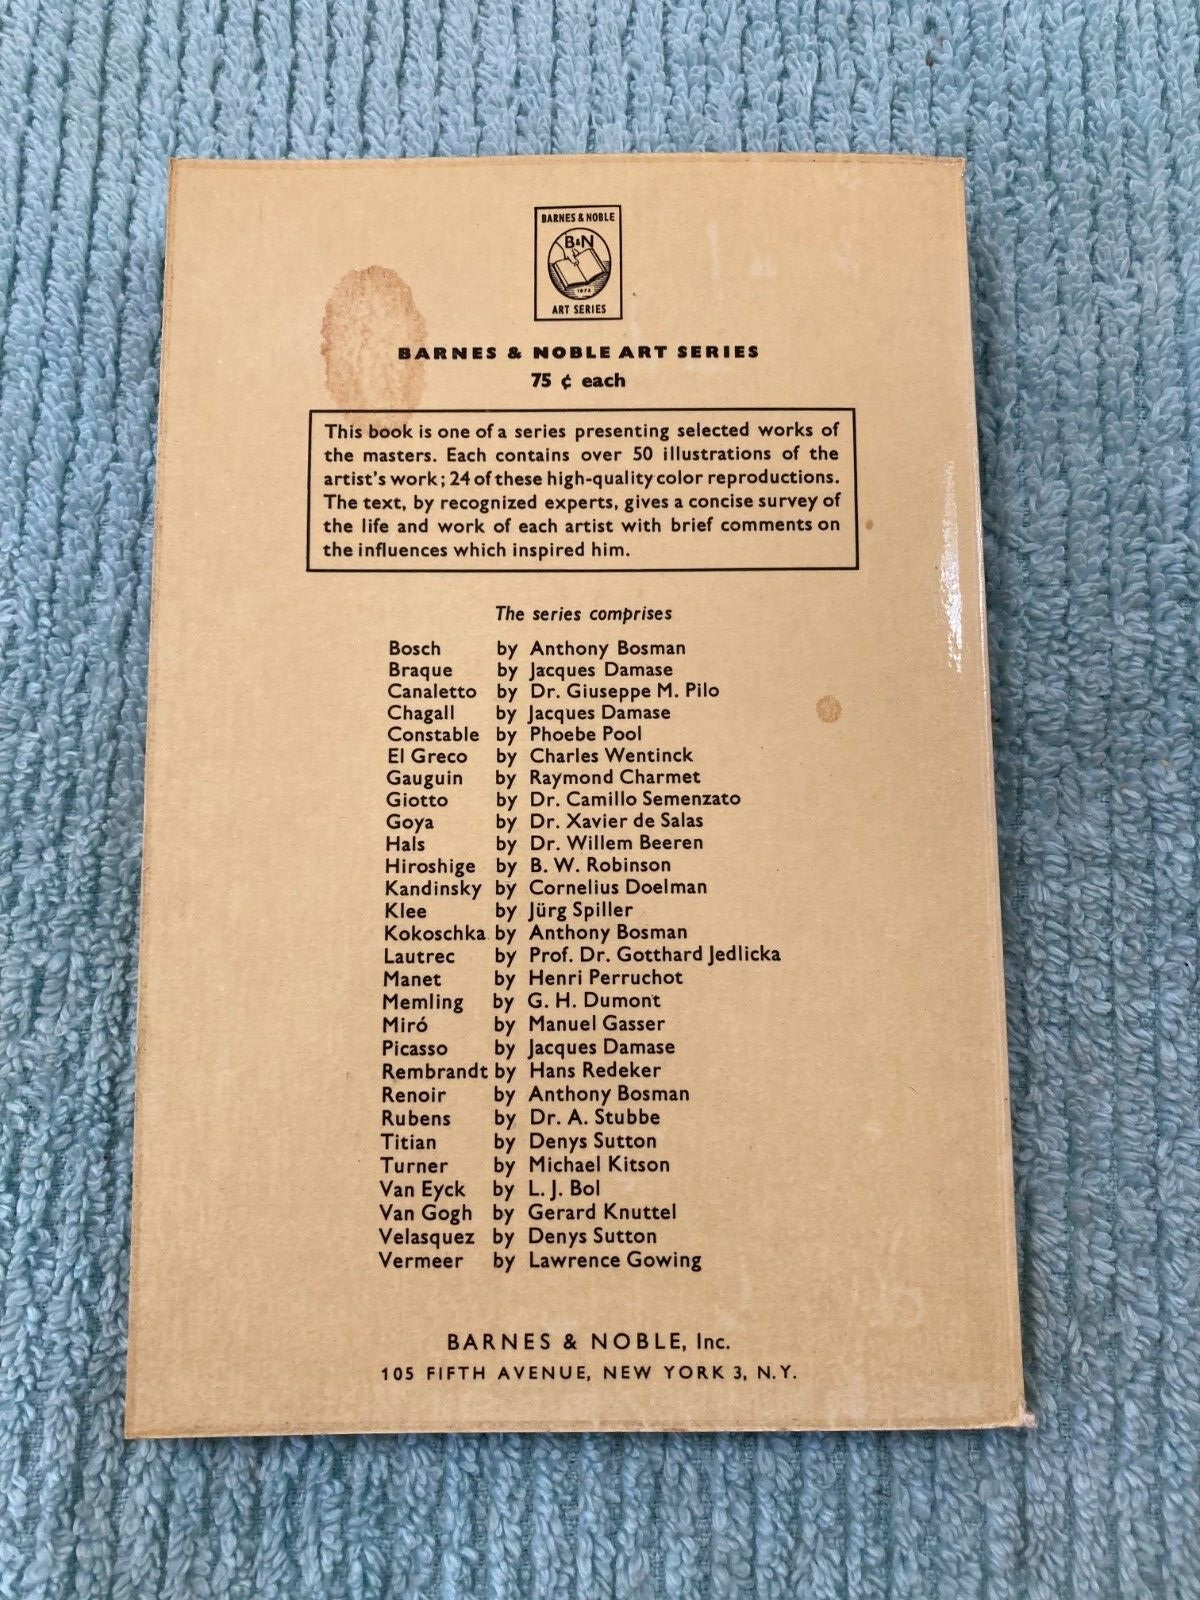 BARNES & NOBLE
B&N
1873
ART SERIES
BARNES & NOBLE ART SERIES
75 ¢ each
This book is one of a series presenting selected works of
the masters. Each contains over 50 illustrations of the
artist's work; 24 of these high-quality color reproductions.
The text, by recognized experts, gives a concise survey of
the life and work of each artist with brief comments on
the influences which inspired him.
The series comprises
Bosch by Anthony Bosman
Braque by Jacques Damase
Canaletto by Dr. Giuseppe M. Pilo
Chagall by Jacques Damase
Constable by Phoebe Pool
El Greco by Charles Wentinck
Gauguin by Raymond Charmet
Giotto by Dr. Camillo Semenzato
Goya by Dr. Xavier de Salas
Hals by Dr. Willem Beeren
Hiroshige by B. W. Robinson
Kandinsky by Cornelius Doelman
Klee by Jürg Spiller
Kokoschka by Anthony Bosman
Lautrec by Prof. Dr. Gotthard Jedlicka
Manet by Henri Perruchot
Memling by G. H. Dumont
Miró by Manuel Gasser
Picasso by Jacques Damase
Rembrandt by Hans Redeker
Renoir by Anthony Bosman
Rubens by Dr. A. Stubbe
Titian by Denys Sutton
Turner by Michael Kitson
Van Eyck by L. J. Bol
Van Gogh by Gerard Knuttel
Velasquez by Denys Sutton
Vermeer by Lawrence Gowing
BARNES & NOBLE, Inc.
105 FIFTH AVENUE, NEW YORK 3, N.Y.